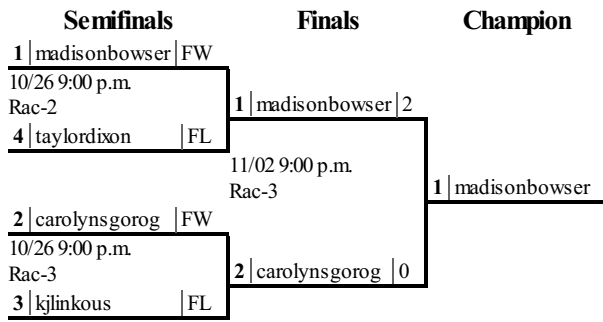 Semifinals Finals Champion
1 madisonbowser FW
10/26 9:00 p.m.
Rac-2
4 taylordixon FL
1 madisonbowser 2
11/02 9:00 p.m.
Rac-3
2 carolynsgorog FW
10/26 9:00 p.m.
Rac-3
3 kjlinkous FL
2 carolynsgorog 0
1 madisonbowser